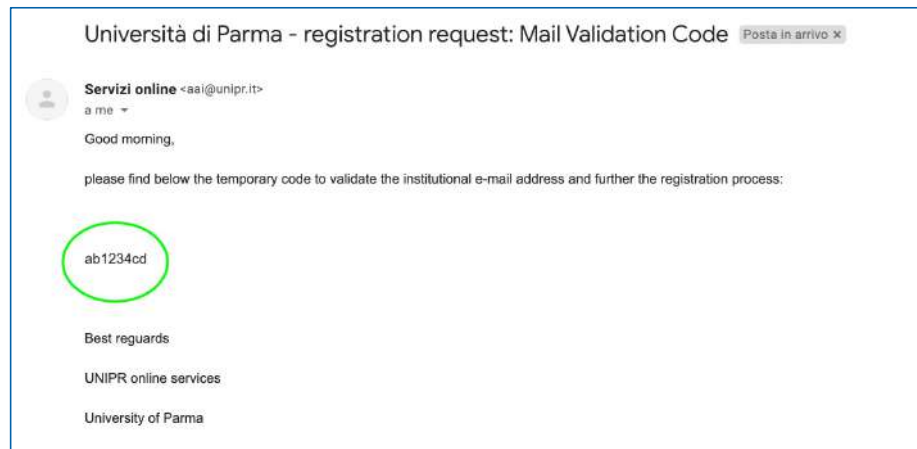 Università di Parma - registration request: Mail Validation Code Posta in arrivo x
Servizi online <aai@unipr.it>
a me
Good morning,
please find below the temporary code to validate the institutional e-mail address and further the registration process:
ab1234cd
Best reguards
UNIPR online services
University of Parma